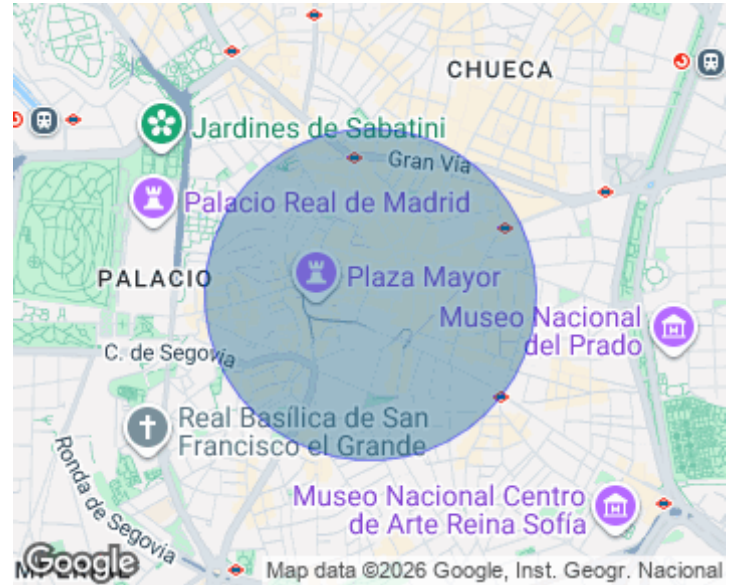 CHUECA
Jardines de Sabatini
Gran Vía
Palacio Real de Madrid
PALACIO
Plaza Mayor
Museo Nacional
del Prado
C. de Segovia
Real Basílica de San
Francisco el Grande
Ronda de Segovia
Museo Nacional Centro
de Arte Reina Sofía
Google
Map data ©2026 Google, Inst. Geogr. Nacional